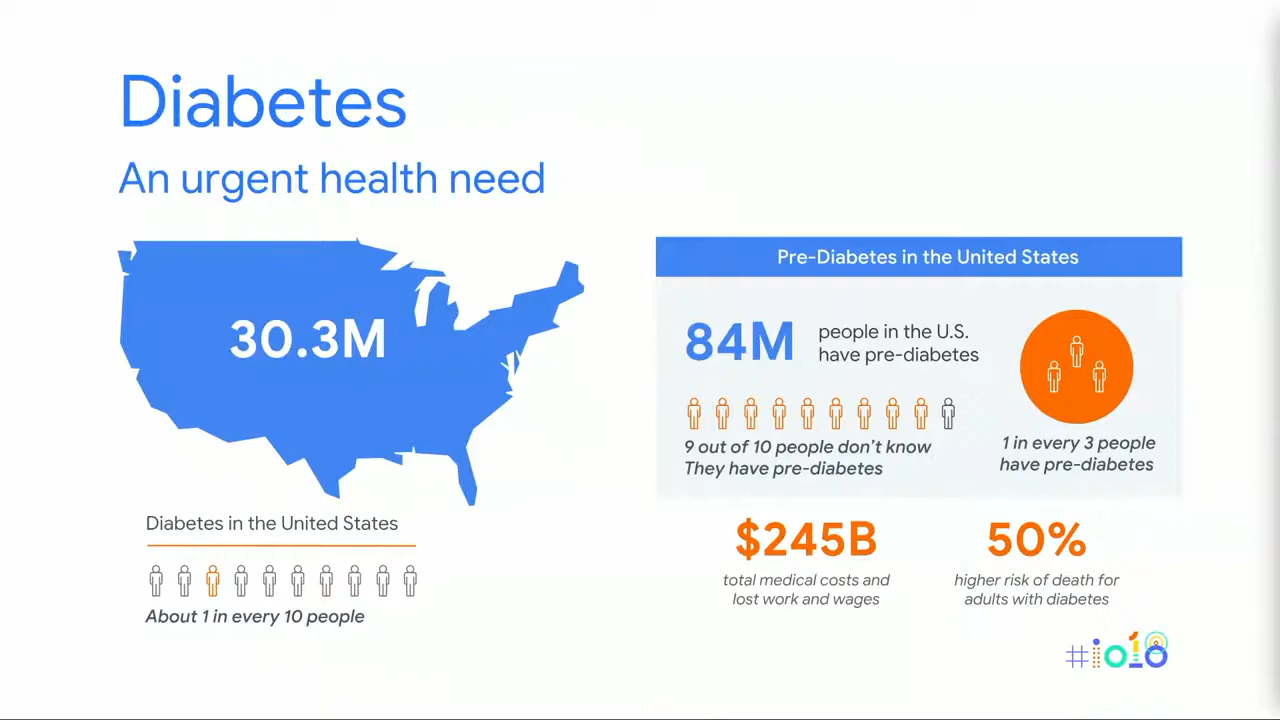 Diabetes
An urgent health need
30.3M
Diabetes in the United States
About 1 in every 10 people
Pre-Diabetes in the United States
84M
people in the U.S.
have pre-diabetes
9 out of 10 people don't know
They have pre-diabetes
1 in every 3 people
have pre-diabetes
$245B
total medical costs and
lost work and wages
50%
higher risk of death for
adults with diabetes
#io18